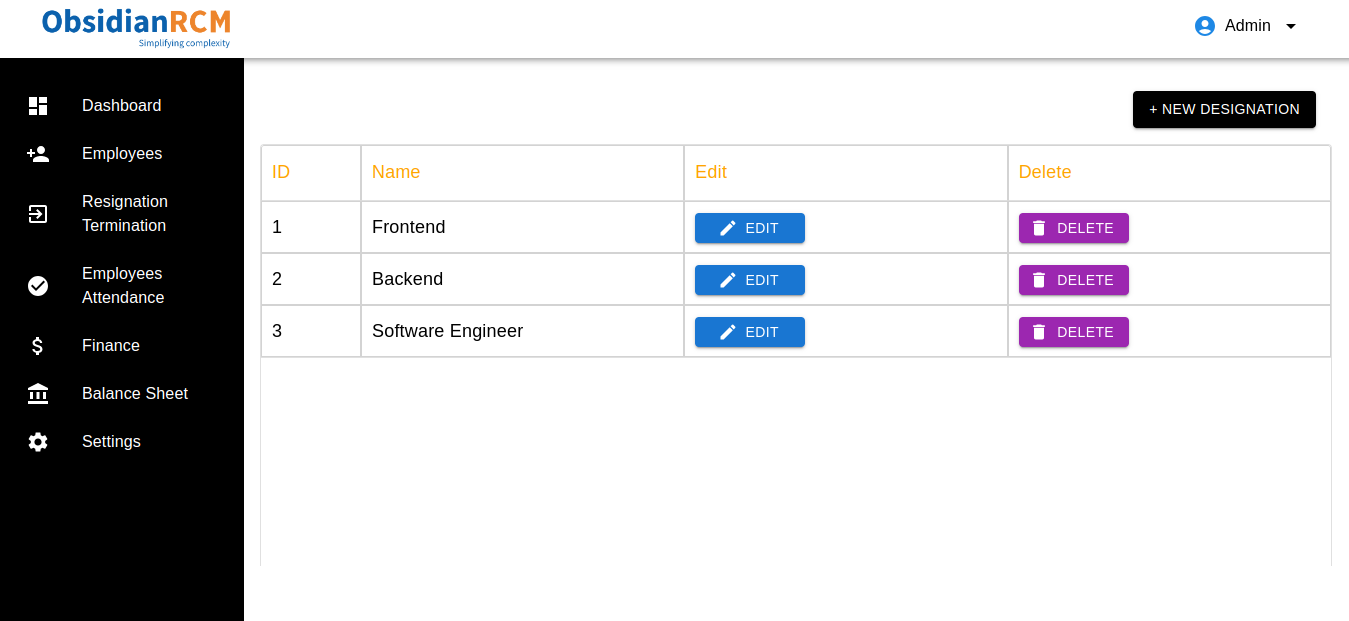 ObsidianRCM
Simplifying complexity
Admin
Dashboard
Employees
Resignation
Termination
Employees
Attendance
Finance
Balance Sheet
Settings
+ NEW DESIGNATION
ID Name Edit Delete
1 Frontend EDIT DELETE
2 Backend EDIT DELETE
3 Software Engineer EDIT DELETE